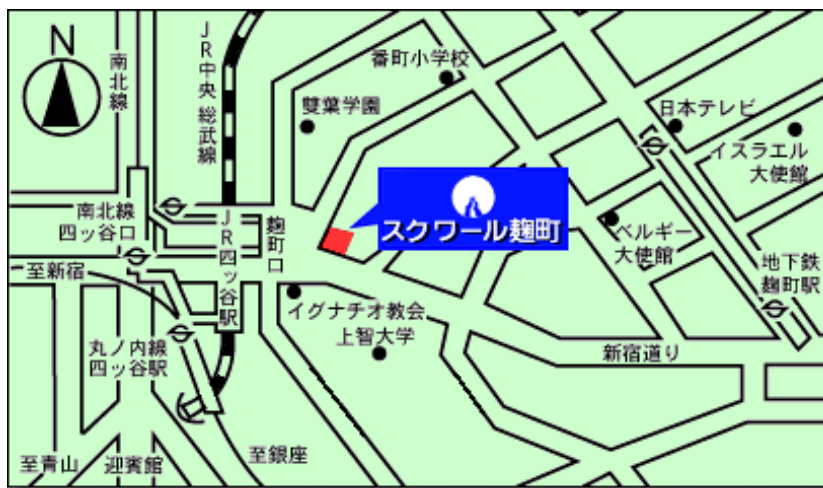 N
南北線
JR中央 総武線
番町小学校
雙葉学園
日本テレビ
イスラエル
大使館
スクワール麹町
南北線
四ッ谷口
JR四ッ谷駅
麹町口
ベルギー
大使館
地下鉄
麹町駅
至新宿
イグナチオ教会
上智大学
新宿道り
丸ノ内線
四ッ谷駅
至銀座
至青山
迎賓館